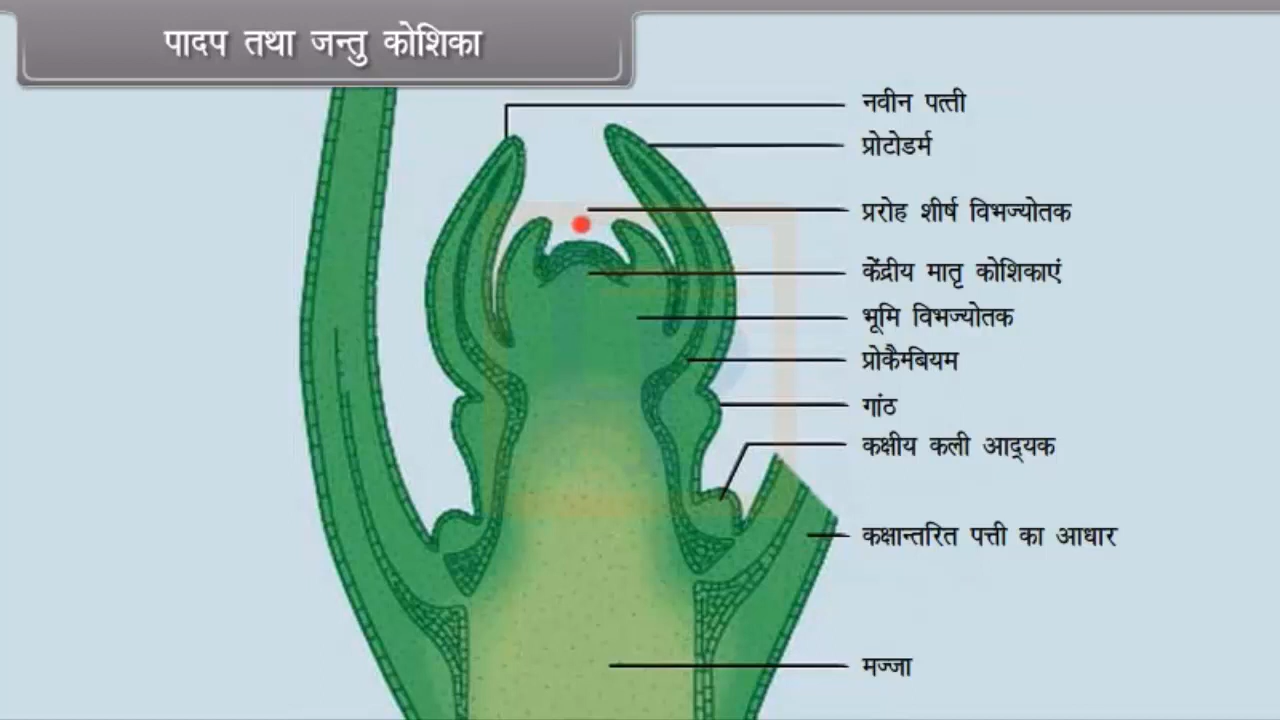 पादप तथा जन्तु कोशिका
नवीन पत्ती
प्रोटोडर्म
प्ररोह शीर्ष विभज्योतक
केंद्रीय मातृ कोशिकाएं
भूमि विभज्योतक
प्रोकैम्बियम
गांठ
कक्षीय कली आद्यक
कक्षान्तरित पत्ती का आधार
मज्जा